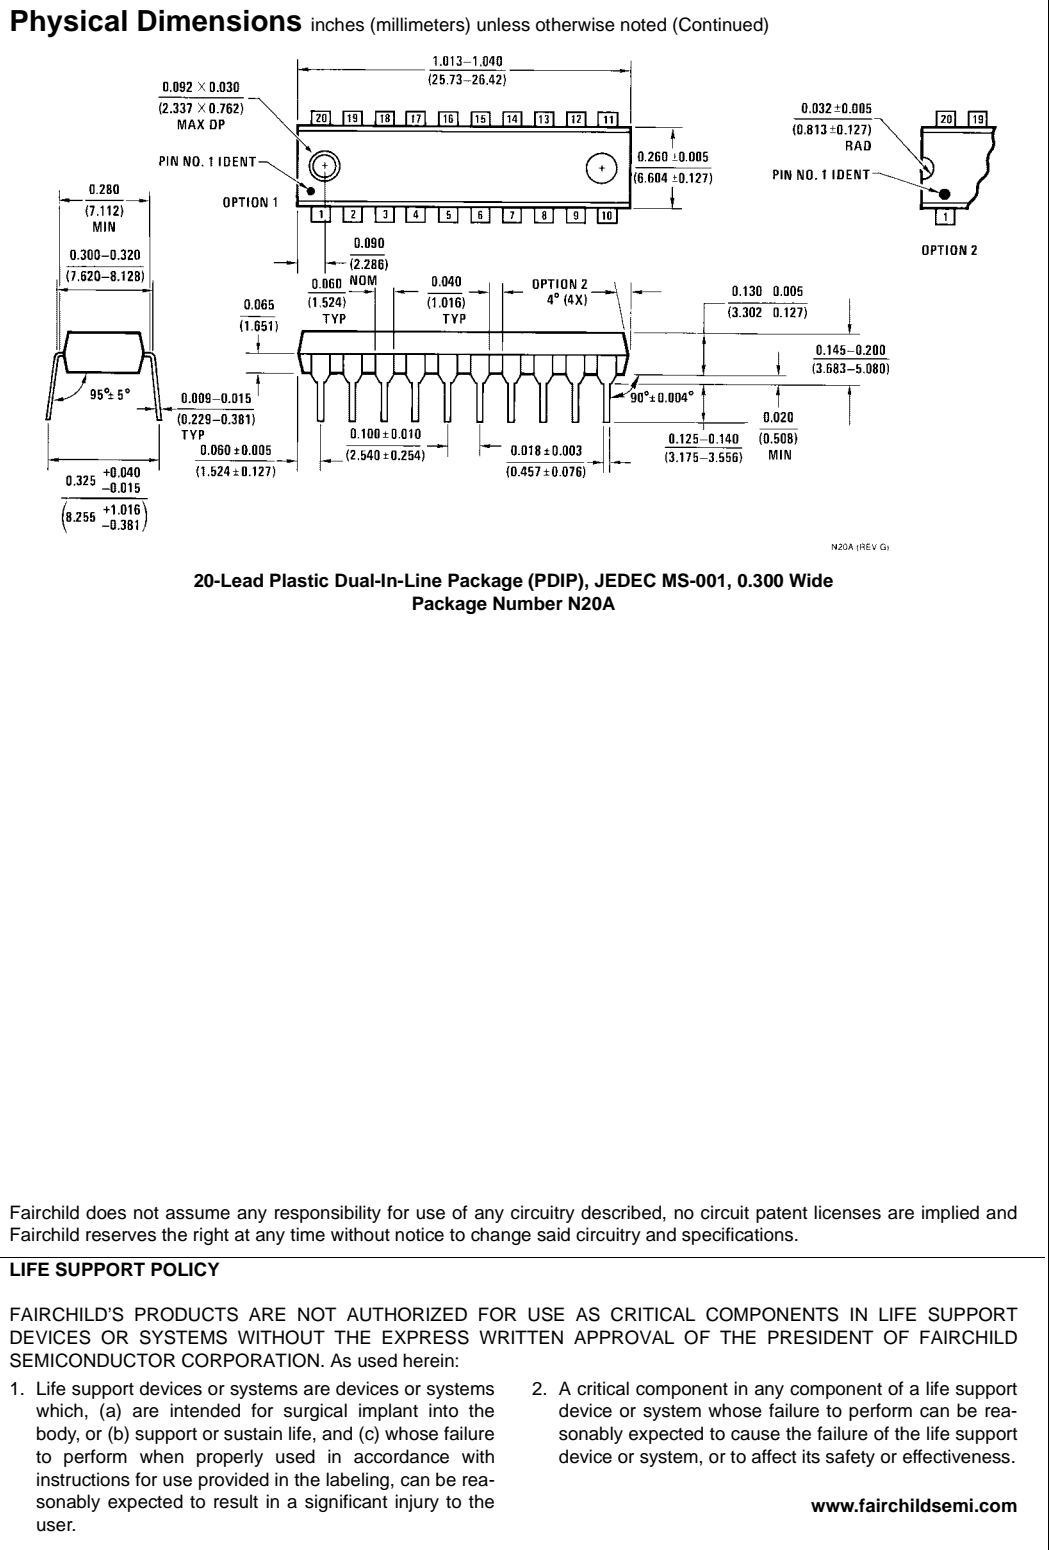 Physical Dimensions inches (millimeters) unless otherwise noted (Continued)
1.013–1.040
(25.73–26.42)
0.092 × 0.030
(2.337 × 0.762)
MAX DP
20 19 18 17 16 15 14 13 12 11
PIN NO. 1 IDENT
OPTION 1
1 2 3 4 5 6 7 8 9 10
0.260 ±0.005
(6.604 ±0.127)
0.032 ±0.005
(0.813 ±0.127)
RAD
20 19
PIN NO. 1 IDENT
1
OPTION 2
0.280
(7.112)
MIN
0.300–0.320
(7.620–8.128)
0.090
(2.286)
NOM
0.060
(1.524)
TYP
0.040
(1.016)
TYP
OPTION 2
4° (4X)
0.130 0.005
(3.302 0.127)
0.065
(1.651)
0.145–0.200
(3.683–5.080)
95°± 5°
0.009–0.015
(0.229–0.381)
TYP
90°±0.004°
0.020
(0.508)
MIN
0.125–0.140
(3.175–3.556)
0.100 ±0.010
(2.540 ±0.254)
0.018 ±0.003
(0.457 ±0.076)
0.060 ±0.005
(1.524 ±0.127)
0.325 +0.040 –0.015
(8.255 +1.016 –0.381)
N20A (REV G)
20-Lead Plastic Dual-In-Line Package (PDIP), JEDEC MS-001, 0.300 Wide
Package Number N20A
Fairchild does not assume any responsibility for use of any circuitry described, no circuit patent licenses are implied and
Fairchild reserves the right at any time without notice to change said circuitry and specifications.
LIFE SUPPORT POLICY
FAIRCHILD'S PRODUCTS ARE NOT AUTHORIZED FOR USE AS CRITICAL COMPONENTS IN LIFE SUPPORT
DEVICES OR SYSTEMS WITHOUT THE EXPRESS WRITTEN APPROVAL OF THE PRESIDENT OF FAIRCHILD
SEMICONDUCTOR CORPORATION. As used herein:
1. Life support devices or systems are devices or systems
which, (a) are intended for surgical implant into the
body, or (b) support or sustain life, and (c) whose failure
to perform when properly used in accordance with
instructions for use provided in the labeling, can be rea-
sonably expected to result in a significant injury to the
user.
2. A critical component in any component of a life support
device or system whose failure to perform can be rea-
sonably expected to cause the failure of the life support
device or system, or to affect its safety or effectiveness.
www.fairchildsemi.com